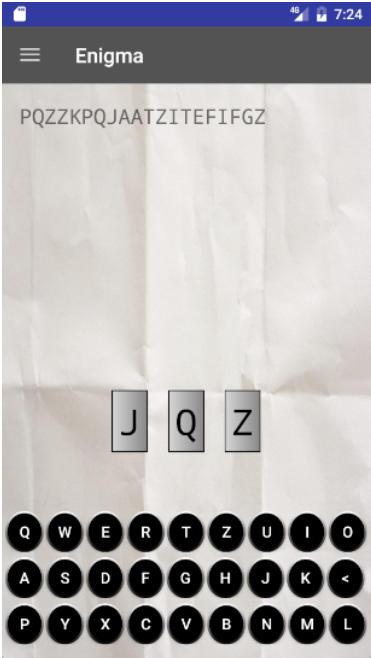 4G 7:24
Enigma
PQZZKPQJAATZITEFIFGZ
J Q Z
Q W E R T Z U I O
A S D F G H J K <
P Y X C V B N M L